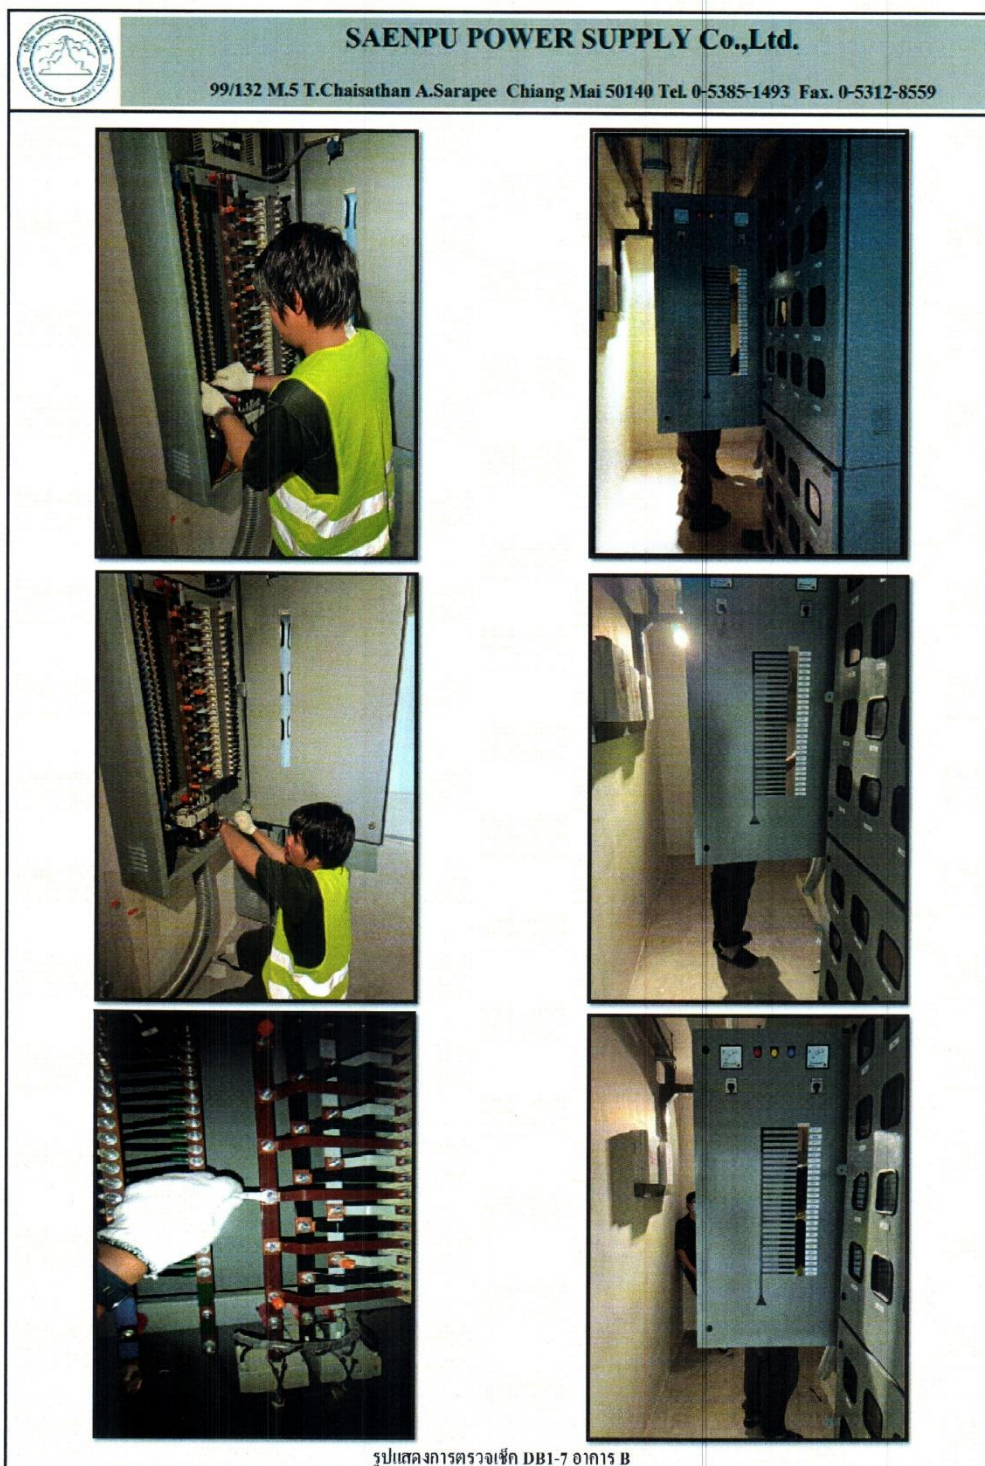 SAENPU POWER SUPPLY Co.,Ltd.
99/132 M.5 T.Chaisathan A.Sarapee Chiang Mai 50140 Tel. 0-5385-1493 Fax. 0-5312-8559
รูปแสดงการตรวจเช็ค DB1-7 อาการ B